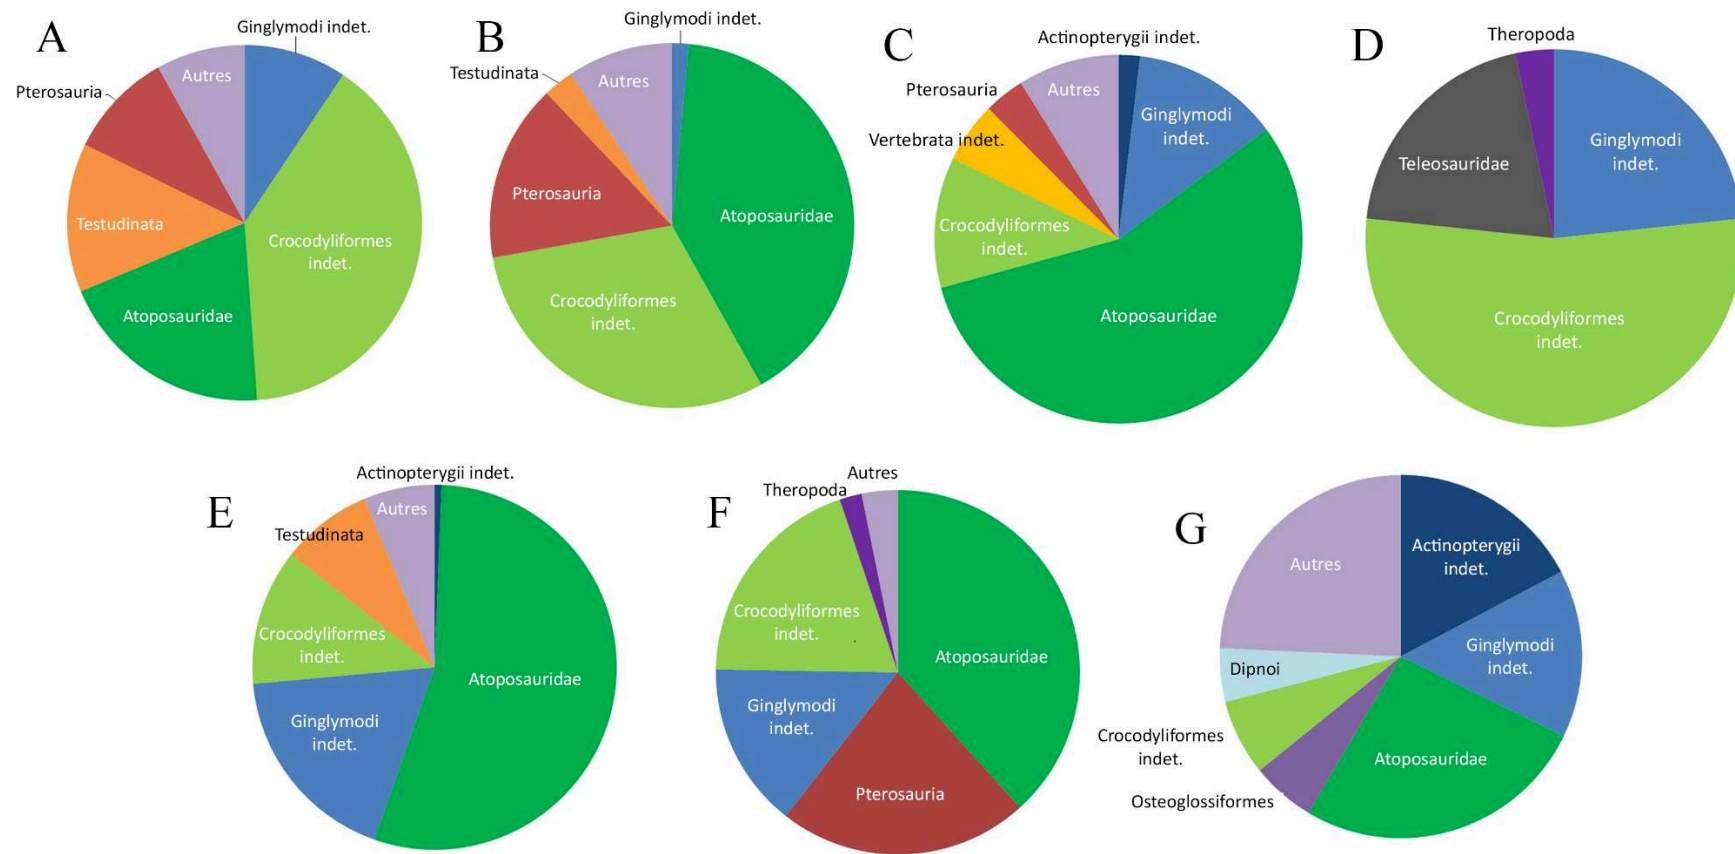 A
Ginglymodi indet.
Autres
Pterosauria
Testudinata
Crocodyliformes
indet.
Atoposauridae
B
Ginglymodi indet.
Testudinata
Autres
Pterosauria
Atoposauridae
Crocodyliformes
indet.
C
Actinopterygii indet.
Pterosauria
Autres
Ginglymodi
indet.
Vertebrata indet.
Crocodyliformes
indet.
Atoposauridae
D
Theropoda
Ginglymodi
indet.
Teleosauridae
Crocodyliformes
indet.
E
Actinopterygii indet.
Autres
Testudinata
Crocodyliformes
indet.
Atoposauridae
Ginglymodi
indet.
F
Autres
Theropoda
Crocodyliformes
indet.
Atoposauridae
Ginglymodi
indet.
Pterosauria
G
Actinopterygii
indet.
Autres
Ginglymodi
indet.
Dipnoi
Crocodyliformes
indet.
Atoposauridae
Osteoglossiformes